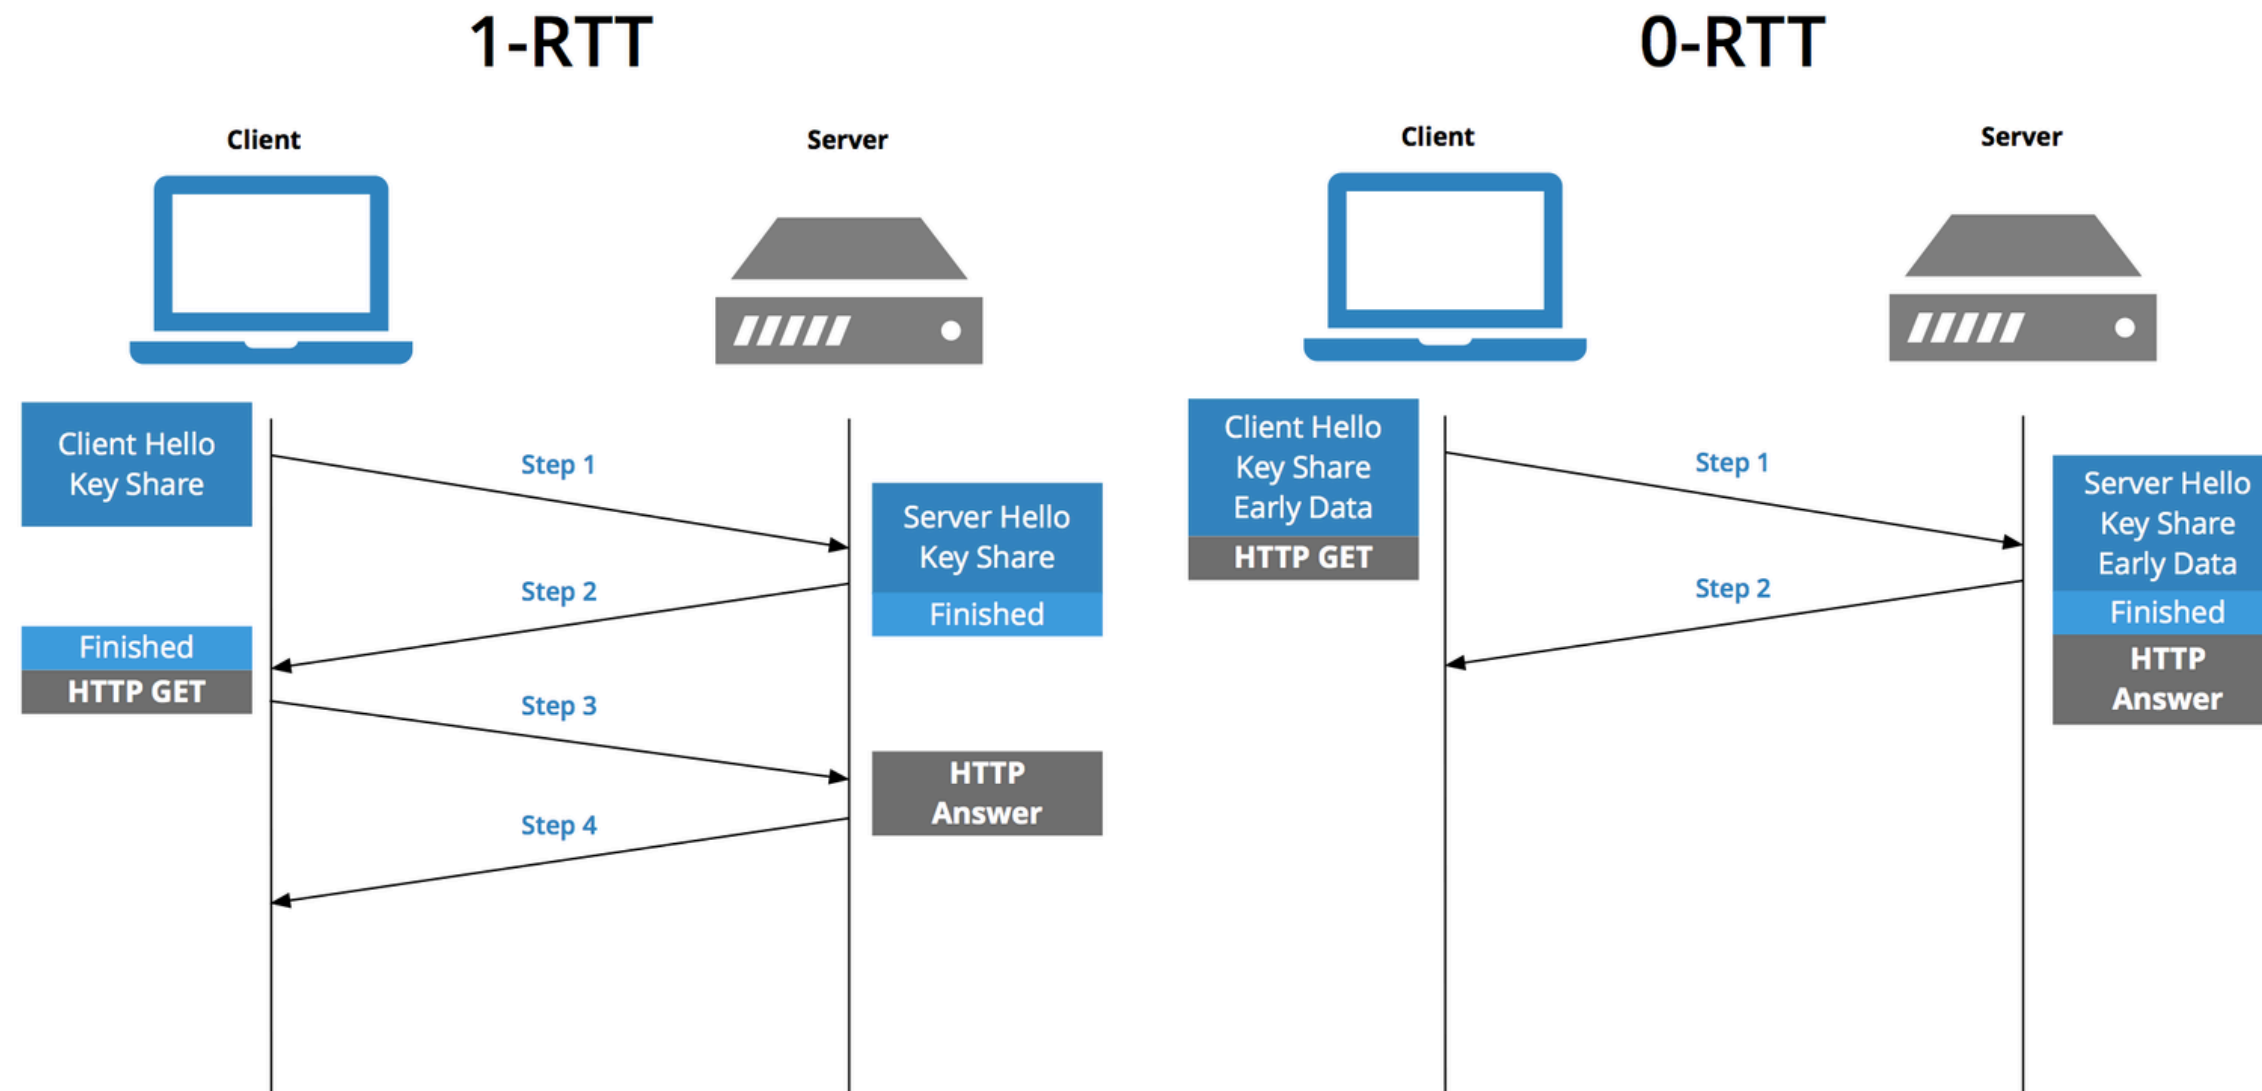 1-RTT
Client
Server
Client Hello
Key Share
Step 1
Server Hello
Key Share
Finished
Step 2
Finished
HTTP GET
Step 3
HTTP
Answer
Step 4
0-RTT
Client
Server
Client Hello
Key Share
Early Data
HTTP GET
Step 1
Server Hello
Key Share
Early Data
Finished
HTTP
Answer
Step 2